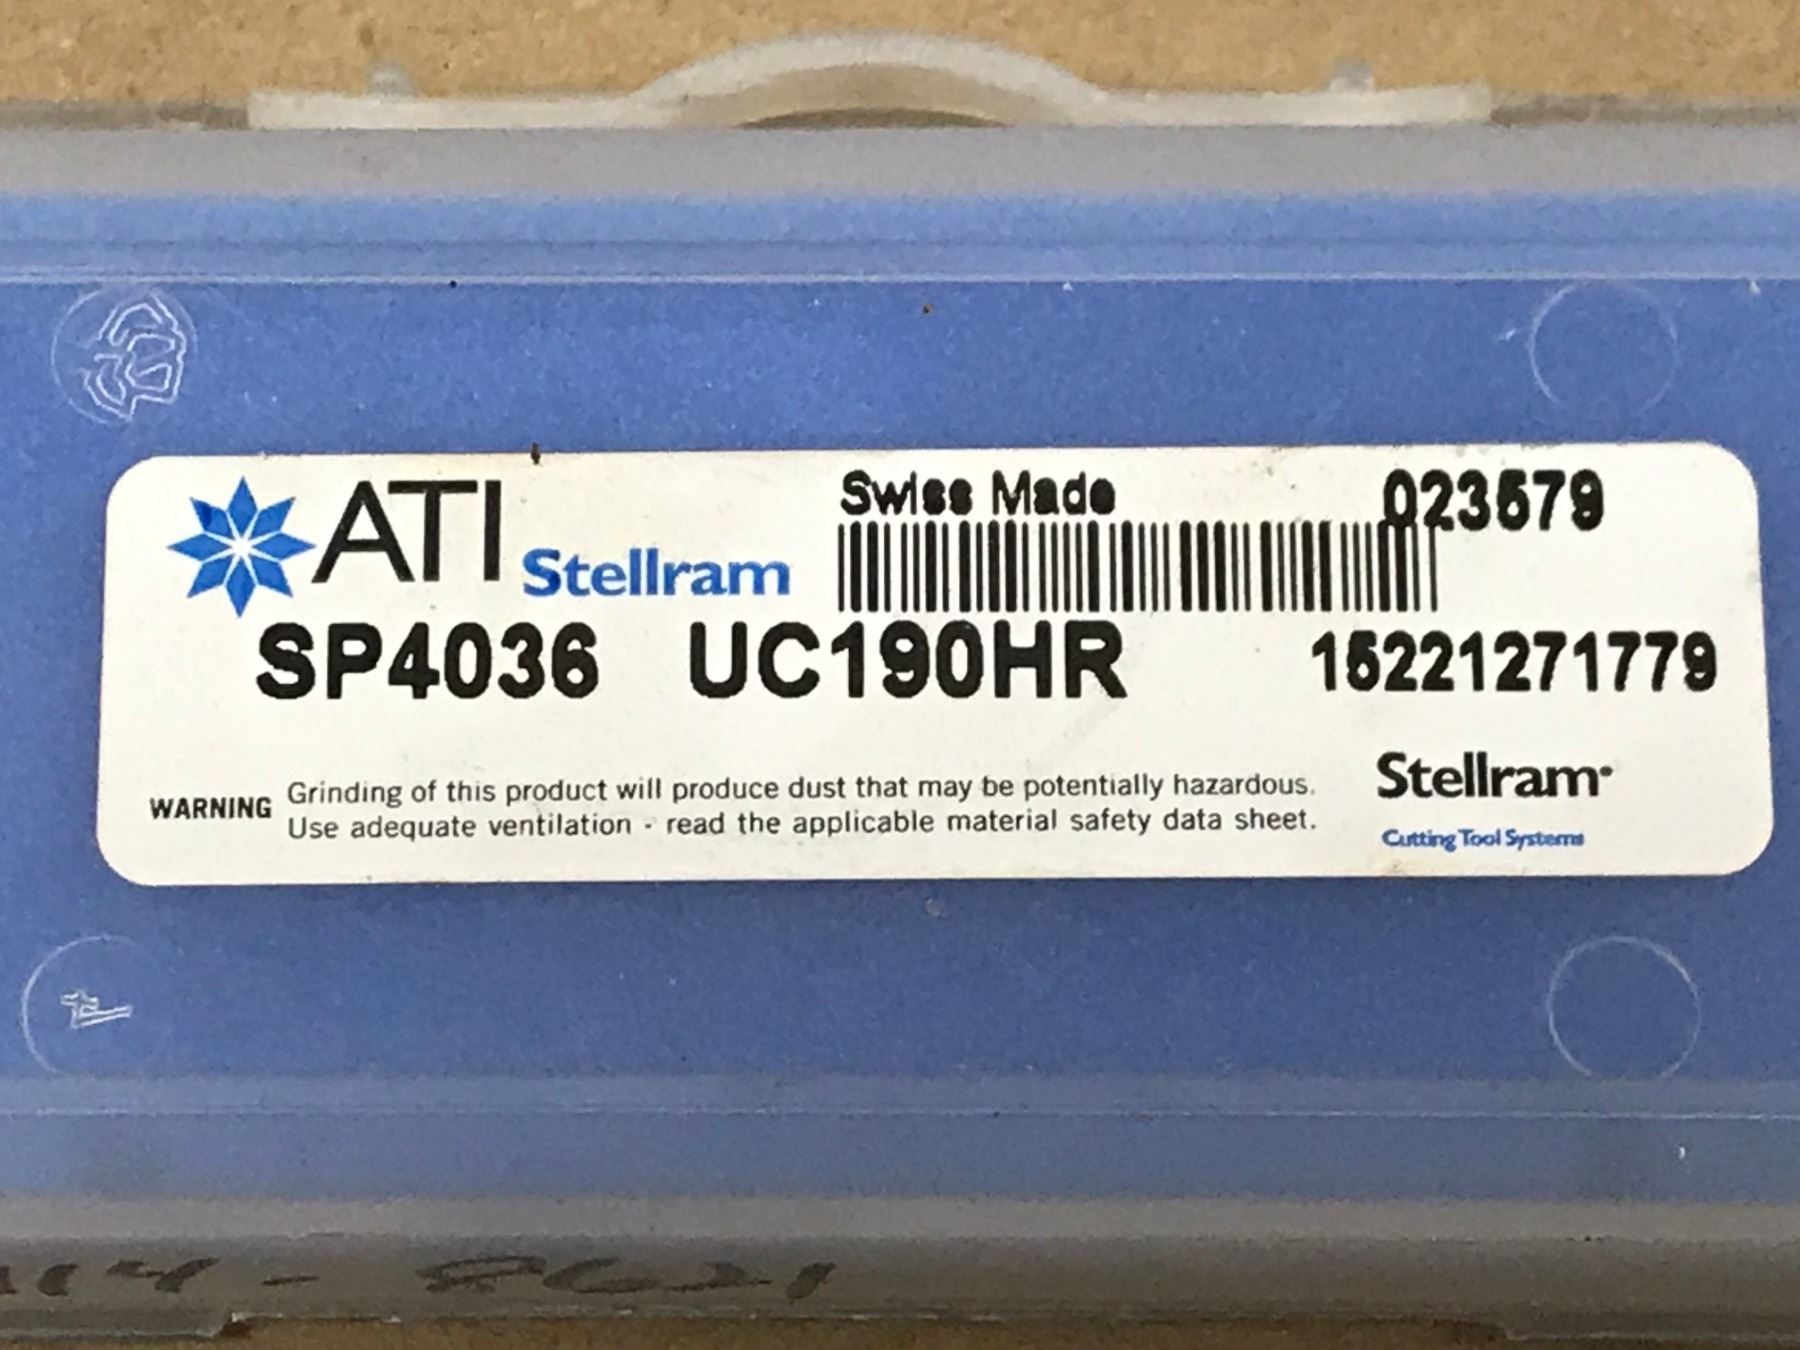 ATI Stellram
Swiss Made 023579
SP4036 UC190HR 15221271779
WARNING Grinding of this product will produce dust that may be potentially hazardous.
Use adequate ventilation - read the applicable material safety data sheet.
Stellram
Cutting Tool Systems